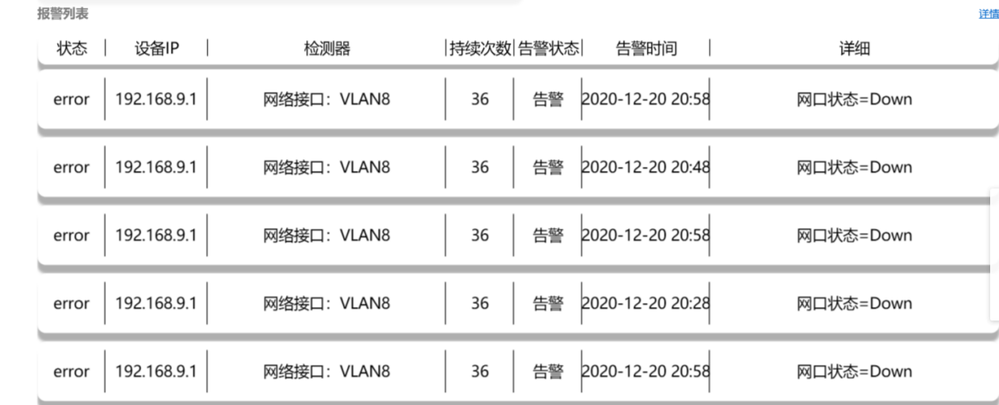 报警列表 详情
状态 设备IP 检测器 持续次数 告警状态 告警时间 详细
error 192.168.9.1 网络接口：VLAN8 36 告警 2020-12-20 20:58 网口状态=Down
error 192.168.9.1 网络接口：VLAN8 36 告警 2020-12-20 20:48 网口状态=Down
error 192.168.9.1 网络接口：VLAN8 36 告警 2020-12-20 20:58 网口状态=Down
error 192.168.9.1 网络接口：VLAN8 36 告警 2020-12-20 20:28 网口状态=Down
error 192.168.9.1 网络接口：VLAN8 36 告警 2020-12-20 20:58 网口状态=Down